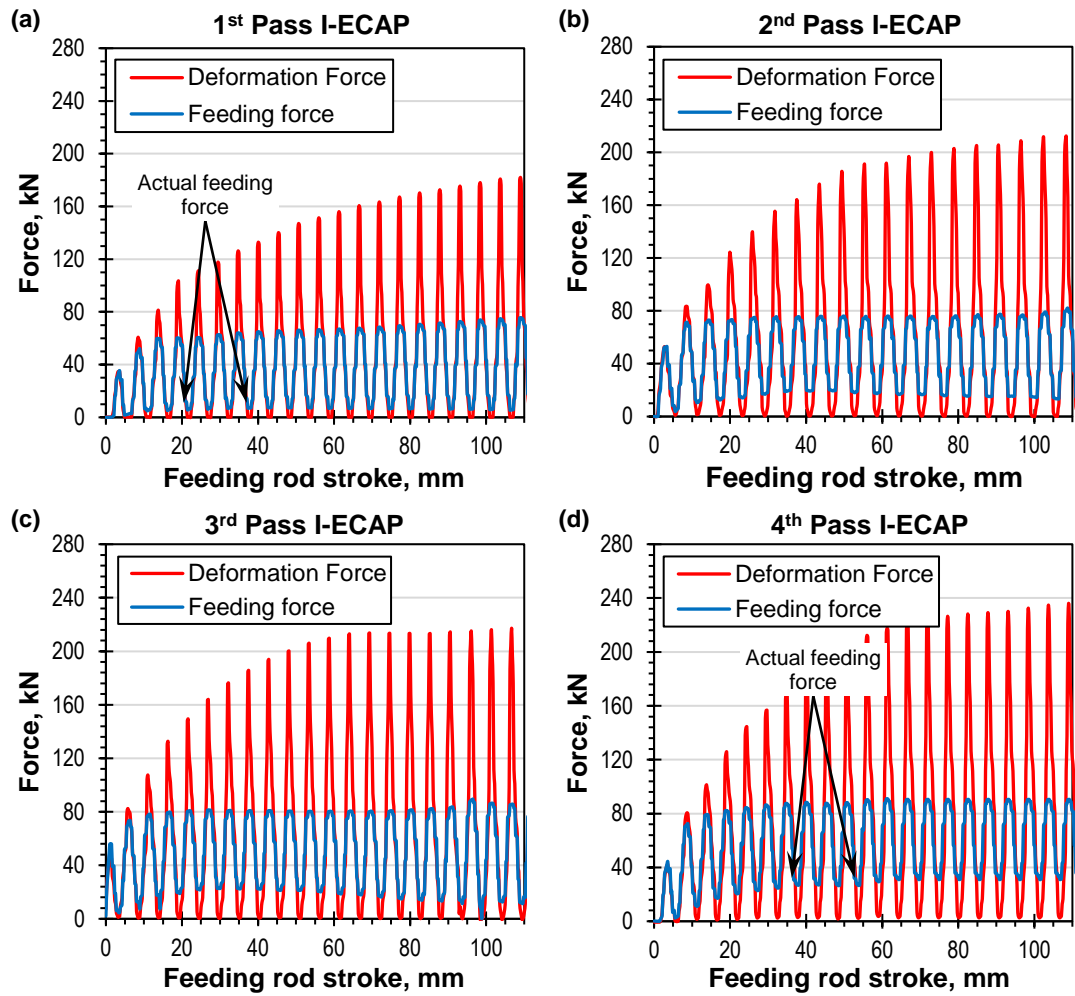 (a)
1st Pass I-ECAP
280
240
200
160
120
80
40
0
Force, kN
Deformation Force
Feeding force
Actual feeding
force
0 20 40 60 80 100
Feeding rod stroke, mm
(b)
2nd Pass I-ECAP
280
240
200
160
120
80
40
0
Force, kN
Deformation Force
Feeding force
0 20 40 60 80 100
Feeding rod stroke, mm
(c)
3rd Pass I-ECAP
280
240
200
160
120
80
40
0
Force, kN
Deformation Force
Feeding force
0 20 40 60 80 100
Feeding rod stroke, mm
(d)
4th Pass I-ECAP
280
240
200
160
120
80
40
0
Force, kN
Deformation Force
Feeding force
Actual feeding
force
0 20 40 60 80 100
Feeding rod stroke, mm